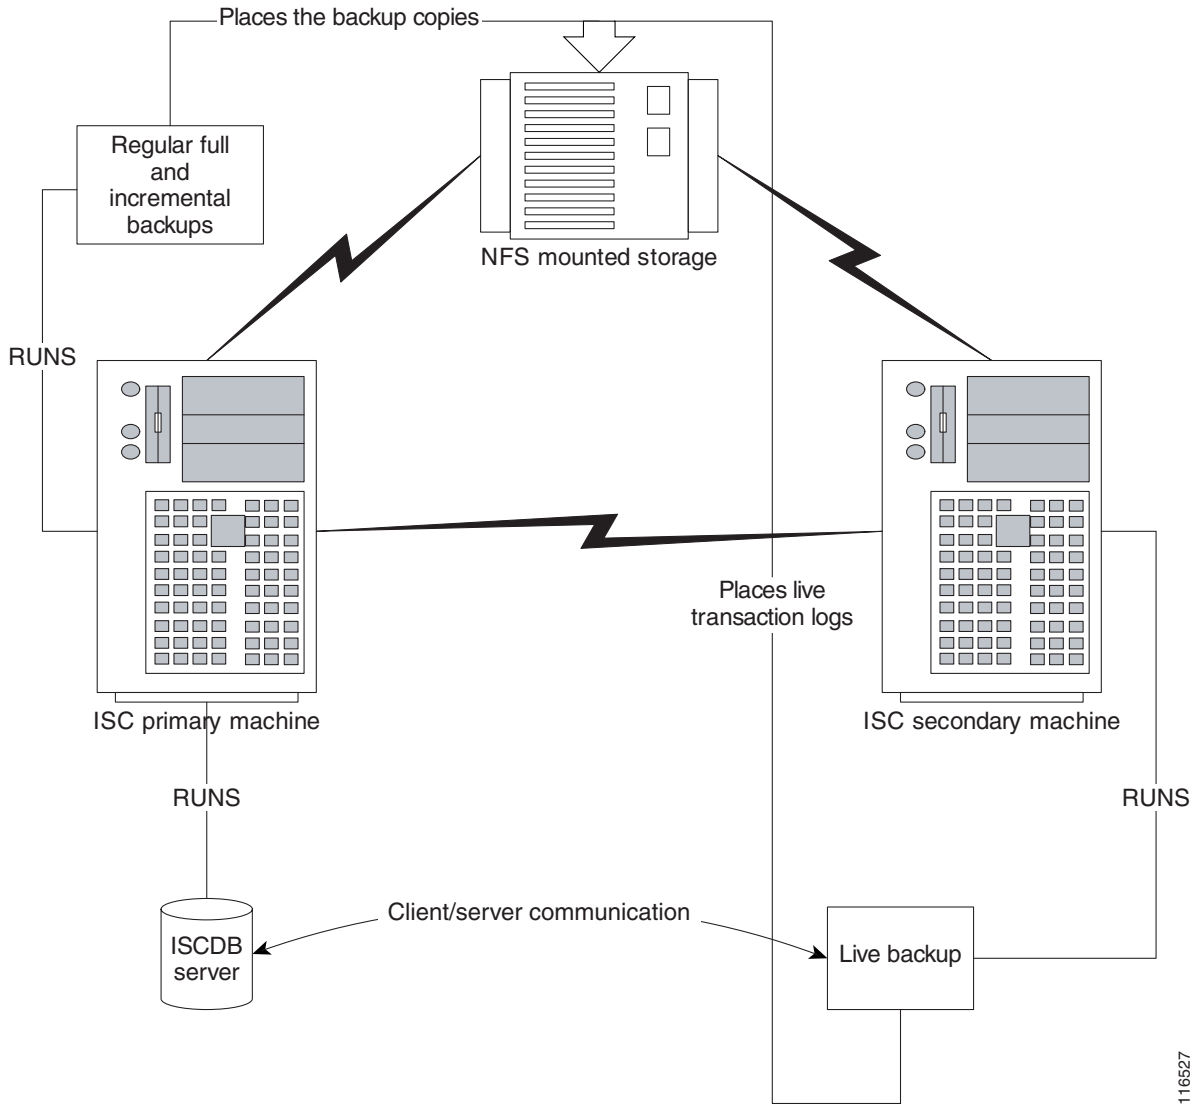 Places the backup copies
Regular full
and
incremental
backups
NFS mounted storage
RUNS
Places live
transaction logs
ISC primary machine
ISC secondary machine
RUNS
RUNS
Client/server communication
ISCDB
server
Live backup
116527